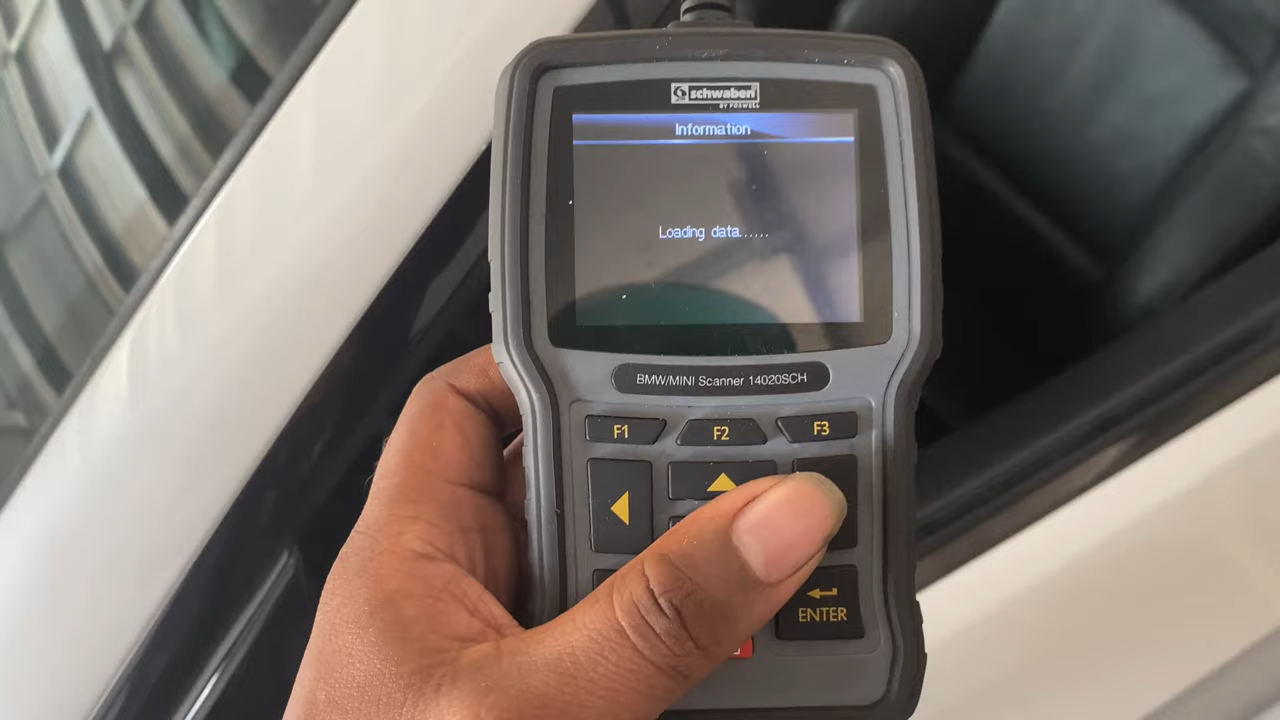 schwaben
BY FOXWELL
Information
Loading data......
BMW/MINI Scanner 14020SCH
F1
F2
F3
ENTER